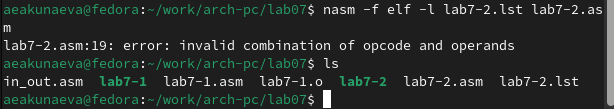 aeakunaeva@fedora:~/work/arch-pc/lab07$ nasm -f elf -l lab7-2.lst lab7-2.as
m
lab7-2.asm:19: error: invalid combination of opcode and operands
aeakunaeva@fedora:~/work/arch-pc/lab07$ ls
in_out.asm  lab7-1  lab7-1.asm  lab7-1.o  lab7-2  lab7-2.asm  lab7-2.lst
aeakunaeva@fedora:~/work/arch-pc/lab07$